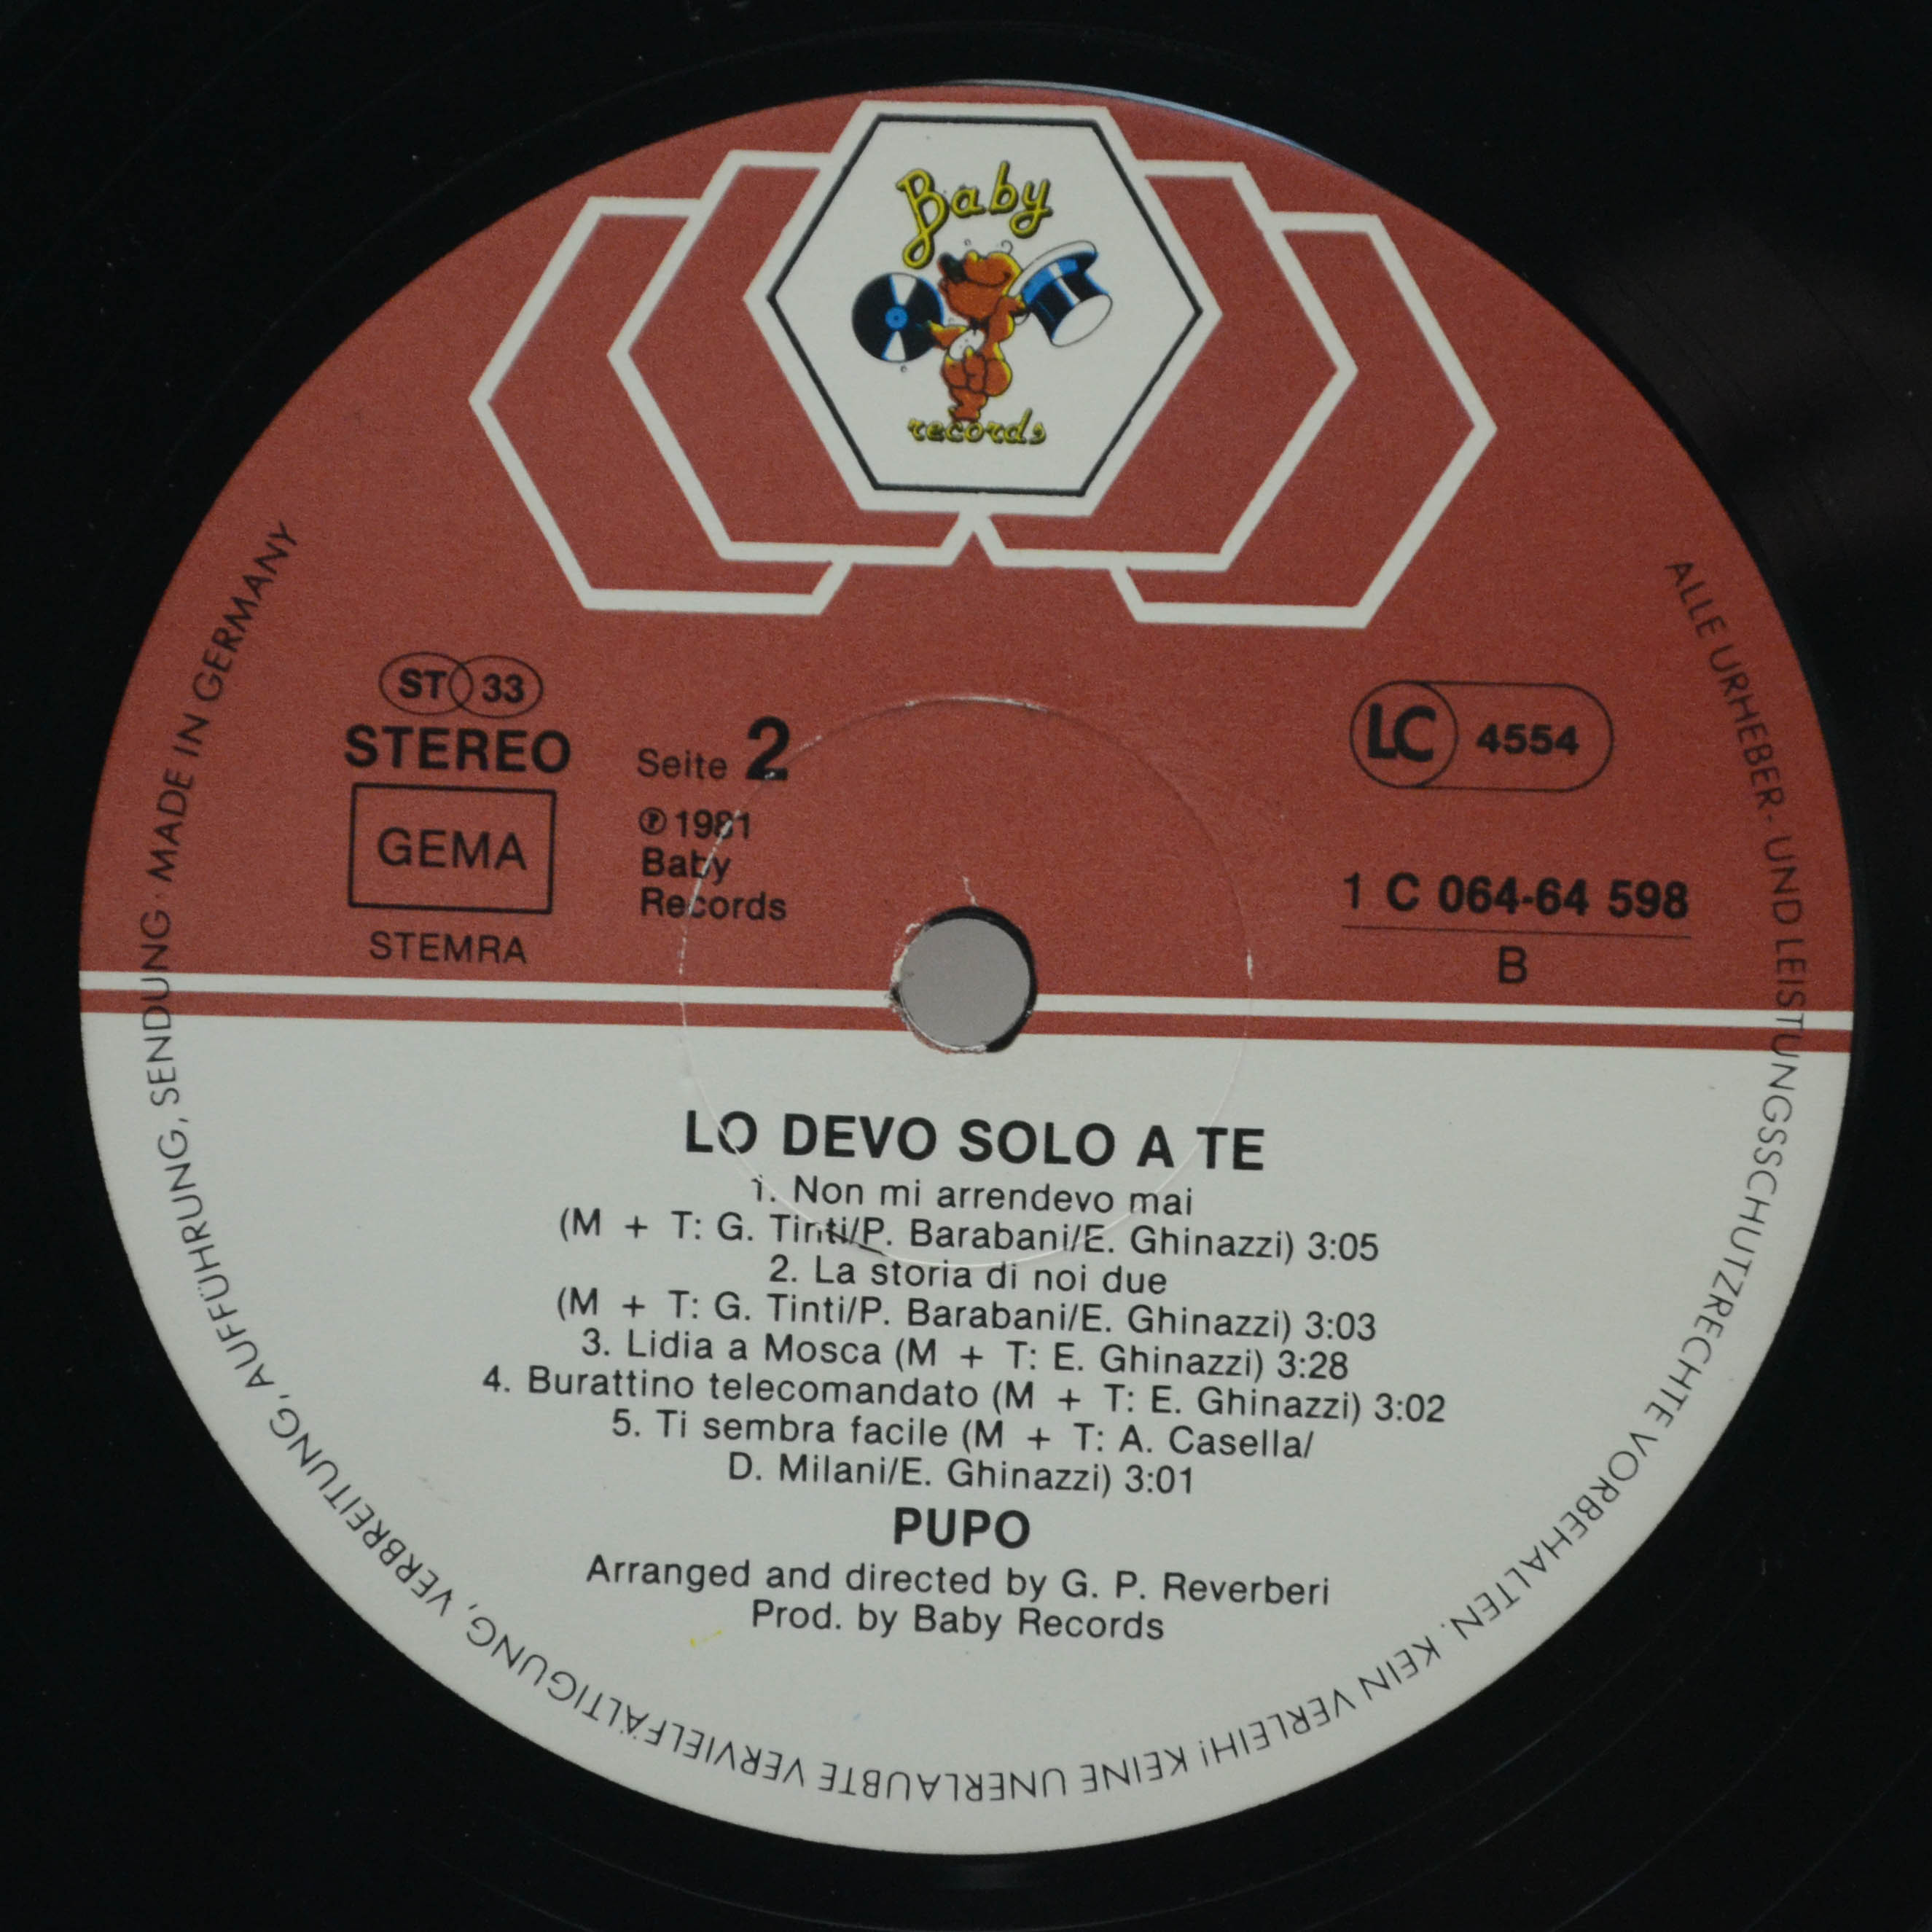 Baby
records
ST 33
STEREO
GEMA
STEMRA
Seite 2
℗ 1981
Baby
Records
LC 4554
1 C 064-64 598
B
LO DEVO SOLO A TE
1. Non mi arrendevo mai
(M + T: G. Tinti/P. Barabani/E. Ghinazzi) 3:05
2. La storia di noi due
(M + T: G. Tinti/P. Barabani/E. Ghinazzi) 3:03
3. Lidia a Mosca (M + T: E. Ghinazzi) 3:28
4. Burattino telecomandato (M + T: E. Ghinazzi) 3:02
5. Ti sembra facile (M + T: A. Casella/
D. Milani/E. Ghinazzi) 3:01
PUPO
Arranged and directed by G. P. Reverberi
Prod. by Baby Records
ALLE URHEBER- UND LEISTUNGSSCHUTZRECHTE VORBEHALTEN. KEIN VERLEIH! KEINE UNERLAUBTE VERVIELFÄLTIGUNG, VERBREITUNG, AUFFÜHRUNG, SENDUNG · MADE IN GERMANY